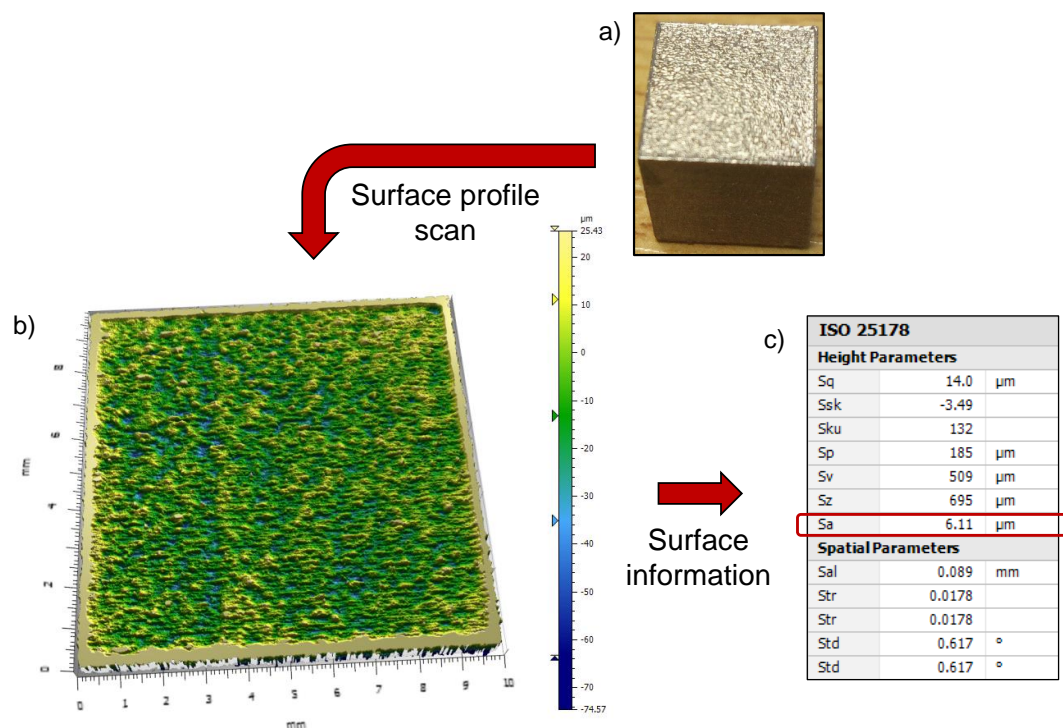 a)
Surface profile
scan
µm
25.43
20
10
0
-10
-20
-30
-40
-50
-60
-70
-74.57
b)
8
6
4
2
0
mm
0 1 2 3 4 5 6 7 8 9 10
mm
Surface
information
c)
ISO 25178
Height Parameters
Sq 14.0 µm
Ssk -3.49
Sku 132
Sp 185 µm
Sv 509 µm
Sz 695 µm
Sa 6.11 µm
Spatial Parameters
Sal 0.089 mm
Str 0.0178
Str 0.0178
Std 0.617 °
Std 0.617 °